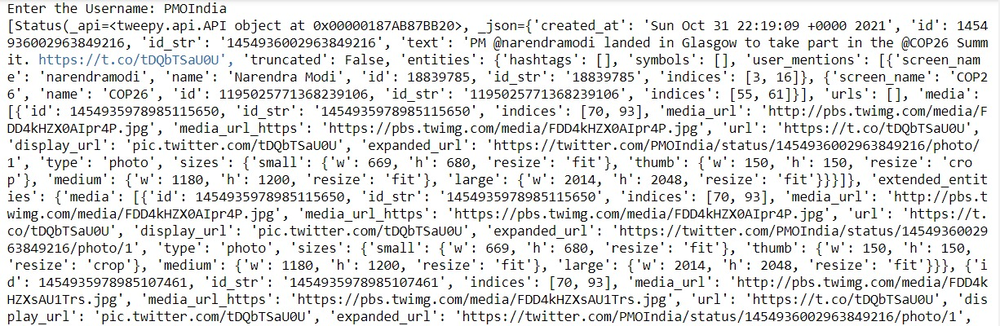 Enter the Username: PMOIndia
[Status(_api=<tweepy.api.API object at 0x00000187AB87BB20>, _json={'created_at': 'Sun Oct 31 22:19:09 +0000 2021', 'id': 1454
936002963849216, 'id_str': '1454936002963849216', 'text': 'PM @narendramodi landed in Glasgow to take part in the @COP26 Summ
it. https://t.co/tDQbTSaU0U', 'truncated': False, 'entities': {'hashtags': [], 'symbols': [], 'user_mentions': [{'screen_nam
e': 'narendramodi', 'name': 'Narendra Modi', 'id': 18839785, 'id_str': '18839785', 'indices': [3, 16]}, {'screen_name': 'COP2
6', 'name': 'COP26', 'id': 1195025771368239106, 'id_str': '1195025771368239106', 'indices': [55, 61]}], 'urls': [], 'media':
[{'id': 1454935978985115650, 'id_str': '1454935978985115650', 'indices': [70, 93], 'media_url': 'http://pbs.twimg.com/media/F
DD4kHZX0AIpr4P.jpg', 'media_url_https': 'https://pbs.twimg.com/media/FDD4kHZX0AIpr4P.jpg', 'url': 'https://t.co/tDQbTSaU0U',
'display_url': 'pic.twitter.com/tDQbTSaU0U', 'expanded_url': 'https://twitter.com/PMOIndia/status/1454936002963849216/photo/
1', 'type': 'photo', 'sizes': {'small': {'w': 669, 'h': 680, 'resize': 'fit'}, 'thumb': {'w': 150, 'h': 150, 'resize': 'cro
p'}, 'medium': {'w': 1180, 'h': 1200, 'resize': 'fit'}, 'large': {'w': 2014, 'h': 2048, 'resize': 'fit'}}}]}, 'extended_entit
ies': {'media': [{'id': 1454935978985115650, 'id_str': '1454935978985115650', 'indices': [70, 93], 'media_url': 'http://pbs.t
wimg.com/media/FDD4kHZX0AIpr4P.jpg', 'media_url_https': 'https://pbs.twimg.com/media/FDD4kHZX0AIpr4P.jpg', 'url': 'https://t.
co/tDQbTSaU0U', 'display_url': 'pic.twitter.com/tDQbTSaU0U', 'expanded_url': 'https://twitter.com/PMOIndia/status/14549360029
63849216/photo/1', 'type': 'photo', 'sizes': {'small': {'w': 669, 'h': 680, 'resize': 'fit'}, 'thumb': {'w': 150, 'h': 150,
'resize': 'crop'}, 'medium': {'w': 1180, 'h': 1200, 'resize': 'fit'}, 'large': {'w': 2014, 'h': 2048, 'resize': 'fit'}}}, {'i
d': 1454935978985107461, 'id_str': '1454935978985107461', 'indices': [70, 93], 'media_url': 'http://pbs.twimg.com/media/FDD4k
HZXsAU1Trs.jpg', 'media_url_https': 'https://pbs.twimg.com/media/FDD4kHZXsAU1Trs.jpg', 'url': 'https://t.co/tDQbTSaU0U', 'dis
play_url': 'pic.twitter.com/tDQbTSaU0U', 'expanded_url': 'https://twitter.com/PMOIndia/status/1454936002963849216/photo/1',